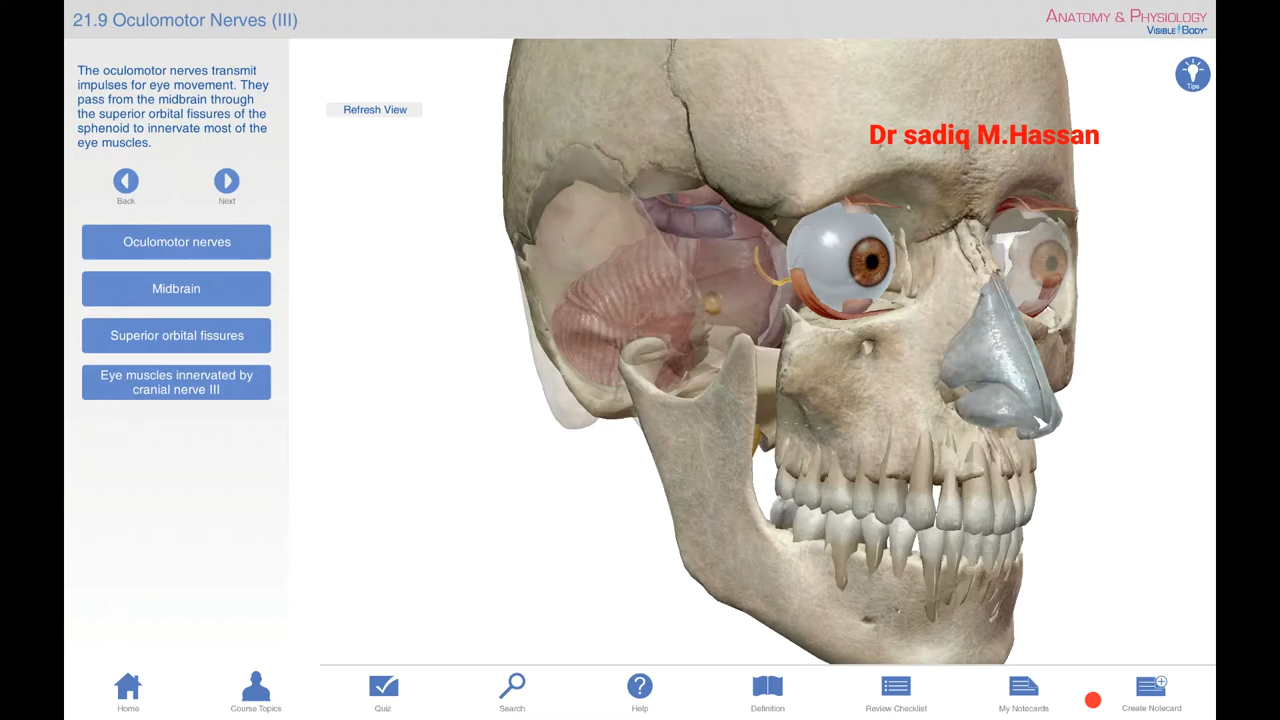 21.9 Oculomotor Nerves (III)
ANATOMY & PHYSIOLOGY
VISIBLE BODY®
The oculomotor nerves transmit
impulses for eye movement. They
pass from the midbrain through
the superior orbital fissures of the
sphenoid to innervate most of the
eye muscles.
Back
Next
Oculomotor nerves
Midbrain
Superior orbital fissures
Eye muscles innervated by
cranial nerve III
Refresh View
Tips
Dr sadiq M.Hassan
Home
Course Topics
Quiz
Search
Help
Definition
Review Checklist
My Notecards
Create Notecard